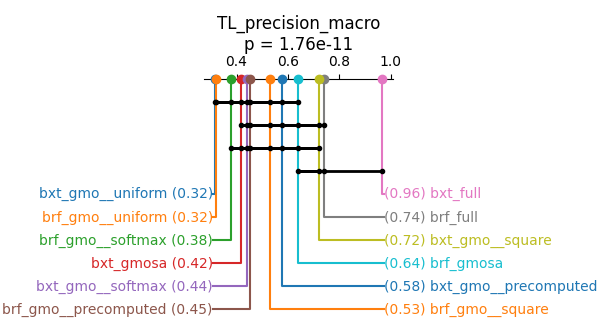 TL_precision_macro
p = 1.76e-11
0.4 0.6 0.8 1.0
bxt_gmo__uniform (0.32) (0.96) bxt_full
brf_gmo__uniform (0.32) (0.74) brf_full
brf_gmo__softmax (0.38) (0.72) bxt_gmo__square
bxt_gmosa (0.42) (0.64) brf_gmosa
bxt_gmo__softmax (0.44) (0.58) bxt_gmo__precomputed
brf_gmo__precomputed (0.45) (0.53) brf_gmo__square